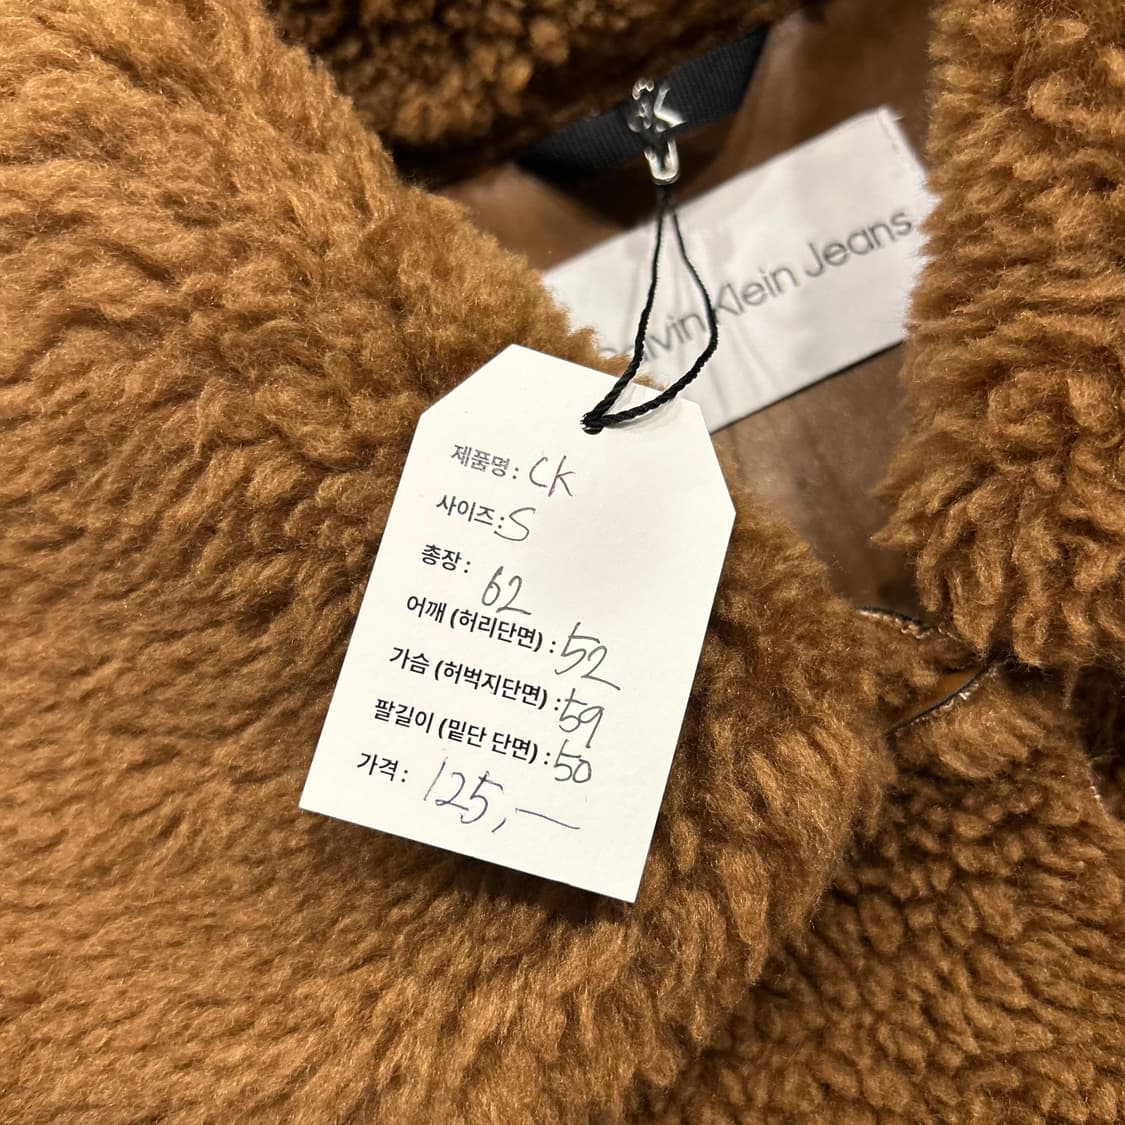 CK
Calvin Klein Jeans
제품명: CK
사이즈: S
총장: 62
어깨 (허리단면) : 52
가슴 (허벅지단면) : 59
팔길이 (밑단 단면) : 50
가격: 125,—